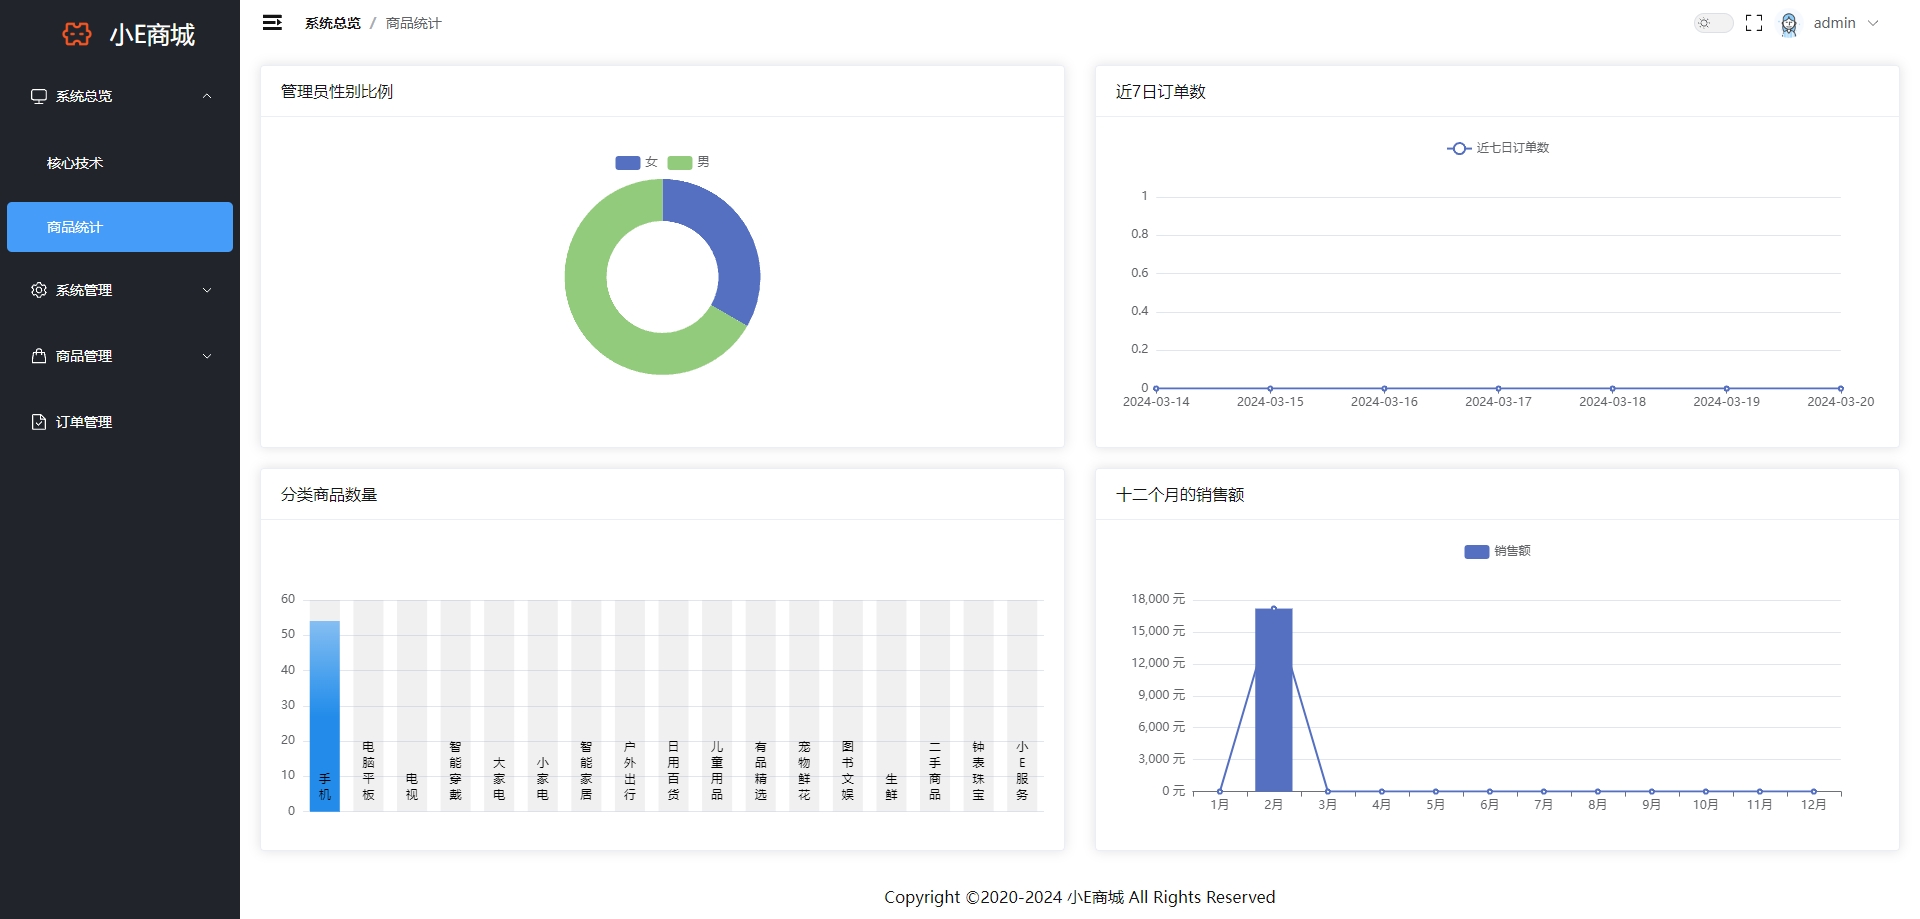 小E商城
系统总览
核心技术
商品统计
系统管理
商品管理
订单管理
系统总览 / 商品统计
admin
管理员性别比例
女 男
近7日订单数
近七日订单数
1
0.8
0.6
0.4
0.2
0
2024-03-14 2024-03-15 2024-03-16 2024-03-17 2024-03-18 2024-03-19 2024-03-20
分类商品数量
60
50
40
30
20
10
0
手机
电脑平板
电视
智能穿戴
大家电
小家电
智能家居
户外出行
日用百货
儿童用品
有品精选
宠物鲜花
图书文娱
生鲜
二手商品
钟表珠宝
小E服务
十二个月的销售额
销售额
18,000 元
15,000 元
12,000 元
9,000 元
6,000 元
3,000 元
0 元
1月 2月 3月 4月 5月 6月 7月 8月 9月 10月 11月 12月
Copyright ©2020-2024 小E商城 All Rights Reserved